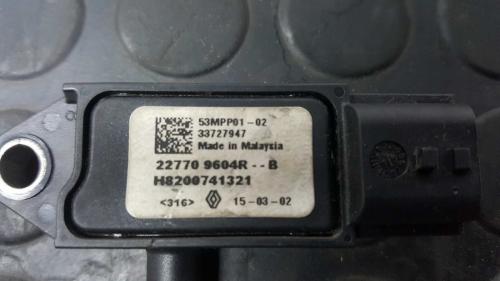 53MPP01-02
33727947
Made in Malaysia
22770 9604R--B
H8200741321
<316> 15-03-02